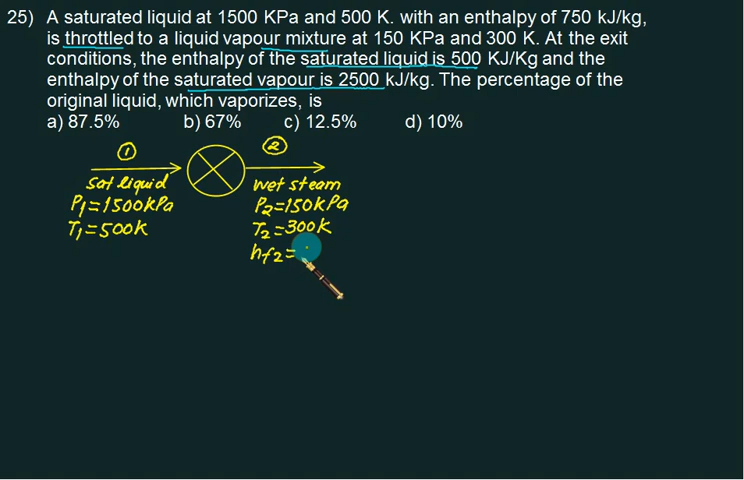 25) A saturated liquid at 1500 KPa and 500 K. with an enthalpy of 750 kJ/kg,
is throttled to a liquid vapour mixture at 150 KPa and 300 K. At the exit
conditions, the enthalpy of the saturated liquid is 500 KJ/Kg and the
enthalpy of the saturated vapour is 2500 kJ/kg. The percentage of the
original liquid, which vaporizes, is
a) 87.5% b) 67% c) 12.5% d) 10%
① ②
Sat liquid wet steam
P₁=1500kPa P₂=150kPa
T₁=500k T₂=300k
hf₂=